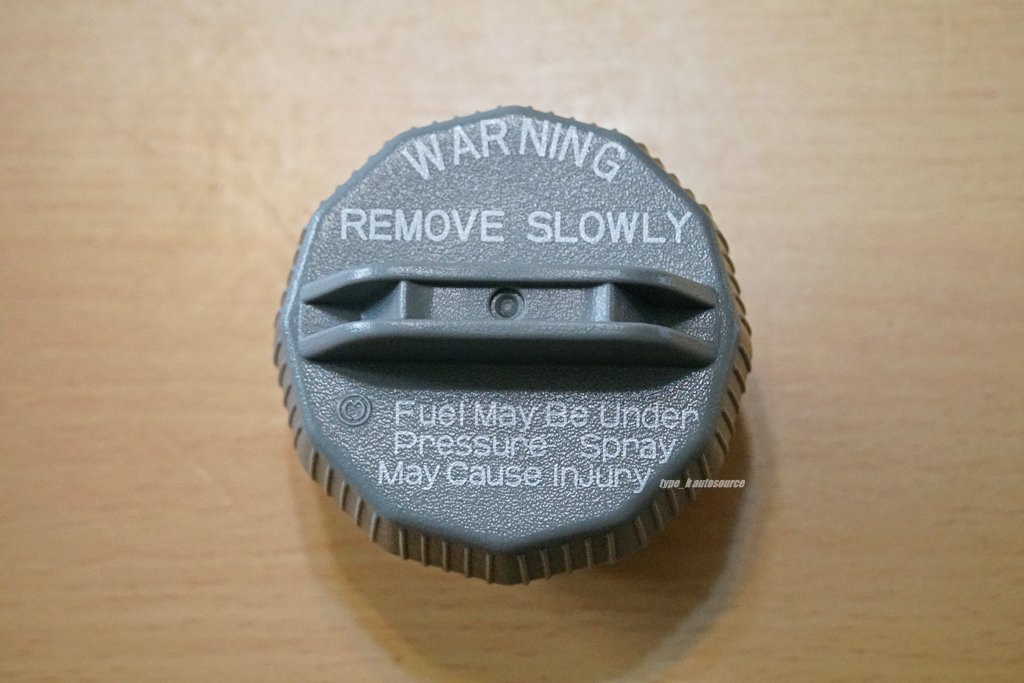 WARNING
REMOVE SLOWLY
Fuel May Be Under
Pressure Spray
May Cause Injury
type_k autosource